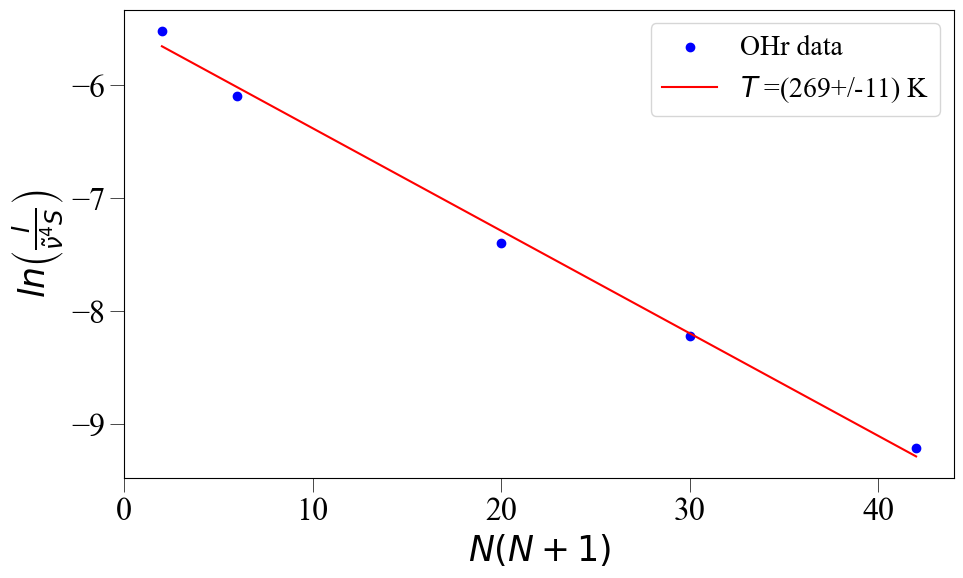 OHr data
T =(269+/-11) K
−6
−7
−8
−9
ln(I/ν̃⁴S)
0 10 20 30 40
N(N + 1)